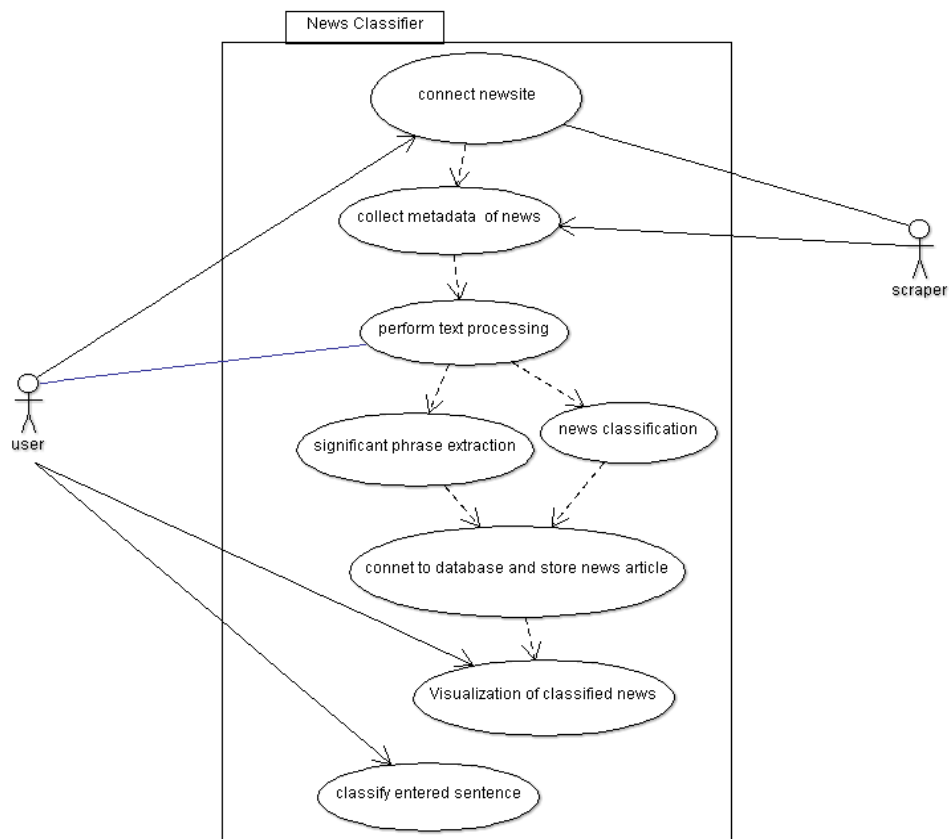 News Classifier
connect newsite
collect metadata of news
scraper
perform text processing
user
significant phrase extraction
news classification
connet to database and store news article
Visualization of classified news
classify entered sentence